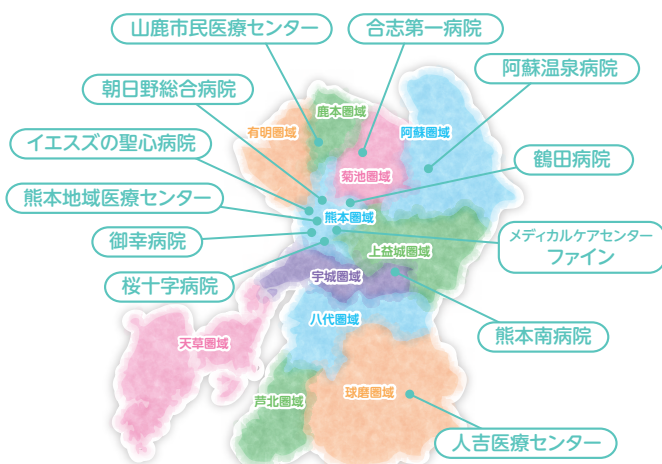 山鹿市民医療センター
合志第一病院
阿蘇温泉病院
朝日野総合病院
鹿本圏域
有明圏域
阿蘇圏域
イエスズの聖心病院
鶴田病院
菊池圏域
熊本地域医療センター
熊本圏域
御幸病院
メディカルケアセンター
ファイン
上益城圏域
桜十字病院
宇城圏域
八代圏域
熊本南病院
天草圏域
球磨圏域
芦北圏域
人吉医療センター